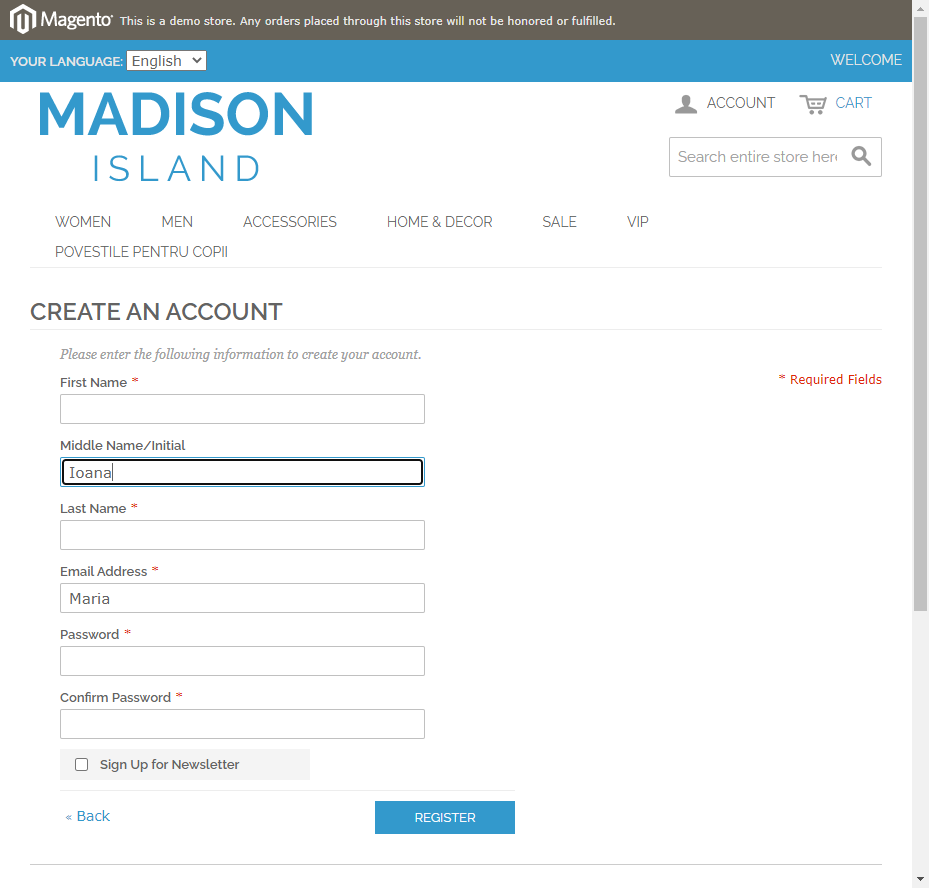 Magento® This is a demo store. Any orders placed through this store will not be honored or fulfilled.
YOUR LANGUAGE: English WELCOME
MADISON
ISLAND
ACCOUNT CART
Search entire store here
WOMEN MEN ACCESSORIES HOME & DECOR SALE VIP
POVESTILE PENTRU COPII
CREATE AN ACCOUNT
Please enter the following information to create your account.
* Required Fields
First Name *
Middle Name/Initial
Ioana
Last Name *
Email Address *
Maria
Password *
Confirm Password *
Sign Up for Newsletter
« Back REGISTER